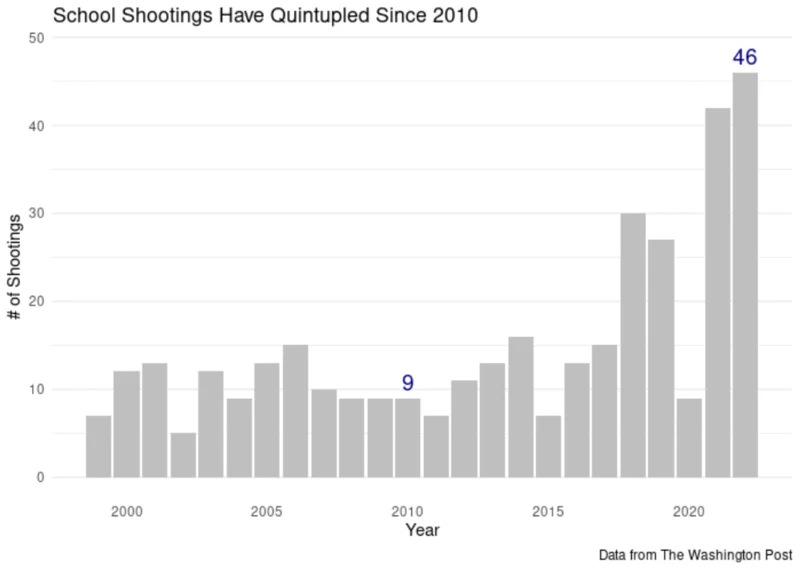 School Shootings Have Quintupled Since 2010
50
46
40
30
20
10
9
0
# of Shootings
2000 2005 2010 2015 2020
Year
Data from The Washington Post